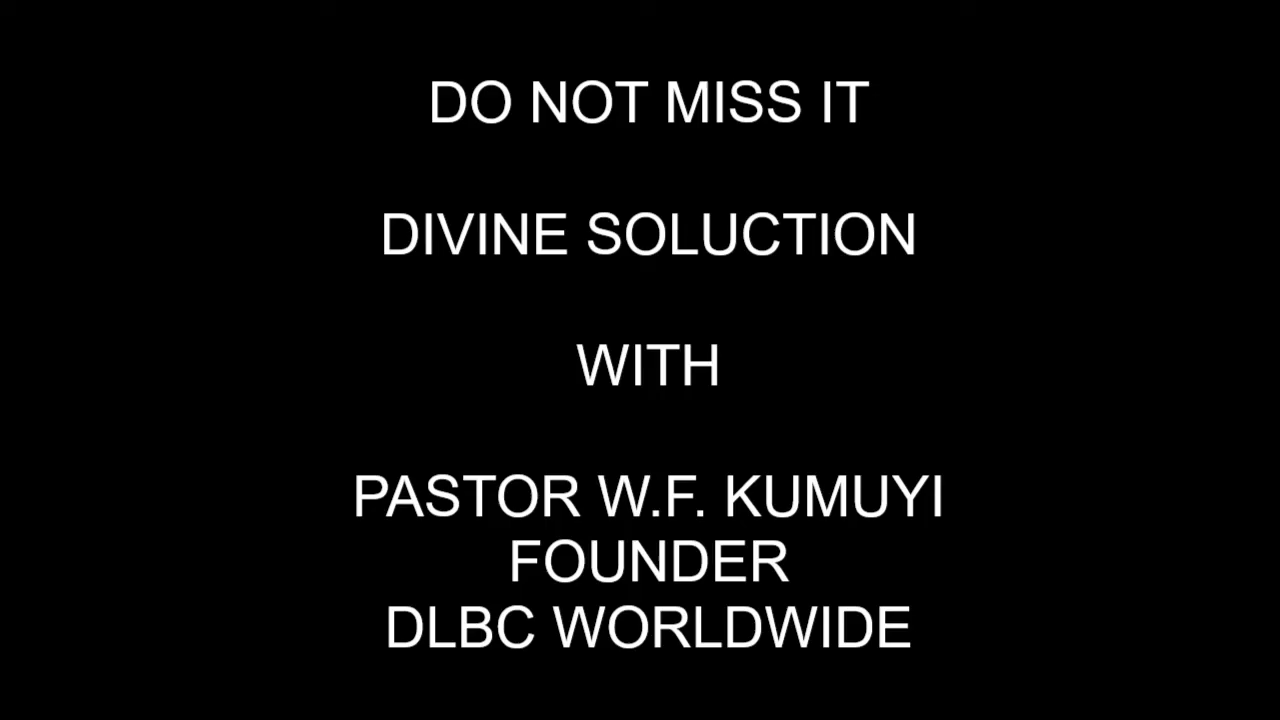 DO NOT MISS IT
DIVINE SOLUCTION
WITH
PASTOR W.F. KUMUYI
FOUNDER
DLBC WORLDWIDE